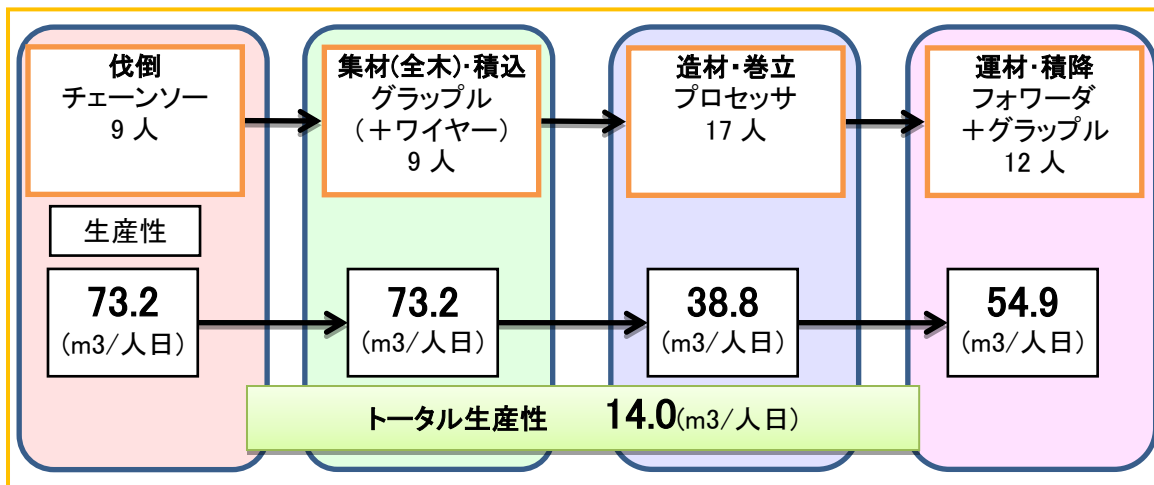 伐倒
チェーンソー
9 人
集材(全木)・積込
グラップル
(+ワイヤー)
9 人
造材・巻立
プロセッサ
17 人
運材・積降
フォワーダ
+グラップル
12 人
生産性
73.2
(m3/人日)
73.2
(m3/人日)
38.8
(m3/人日)
54.9
(m3/人日)
トータル生産性 14.0(m3/人日)